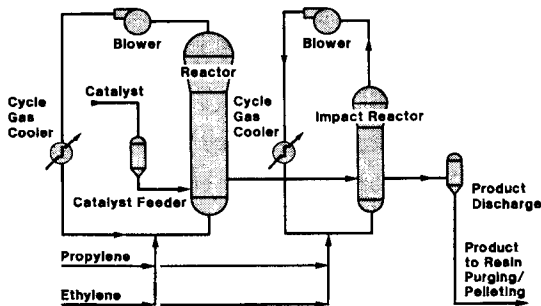 Blower
Blower
Reactor
Catalyst
Cycle
Gas
Cooler
Cycle
Gas
Cooler
Impact Reactor
Catalyst Feeder
Product
Discharge
Propylene
Product
to Resin
Purging/
Pelleting
Ethylene